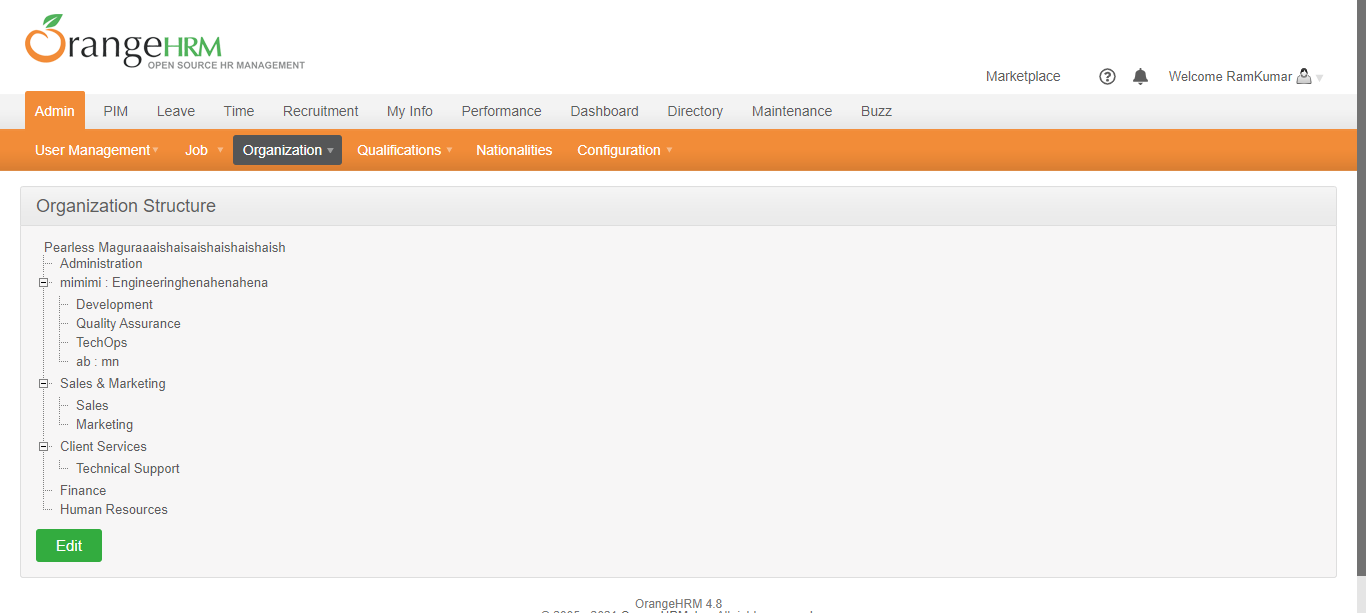 OrangeHRM
OPEN SOURCE HR MANAGEMENT
Marketplace ? Welcome RamKumar
Admin PIM Leave Time Recruitment My Info Performance Dashboard Directory Maintenance Buzz
User Management Job Organization Qualifications Nationalities Configuration
Organization Structure
Pearless Maguraaaishaisaishaishaishaish
Administration
mimimi : Engineeringhenahenahena
Development
Quality Assurance
TechOps
ab : mn
Sales & Marketing
Sales
Marketing
Client Services
Technical Support
Finance
Human Resources
Edit
OrangeHRM 4.8